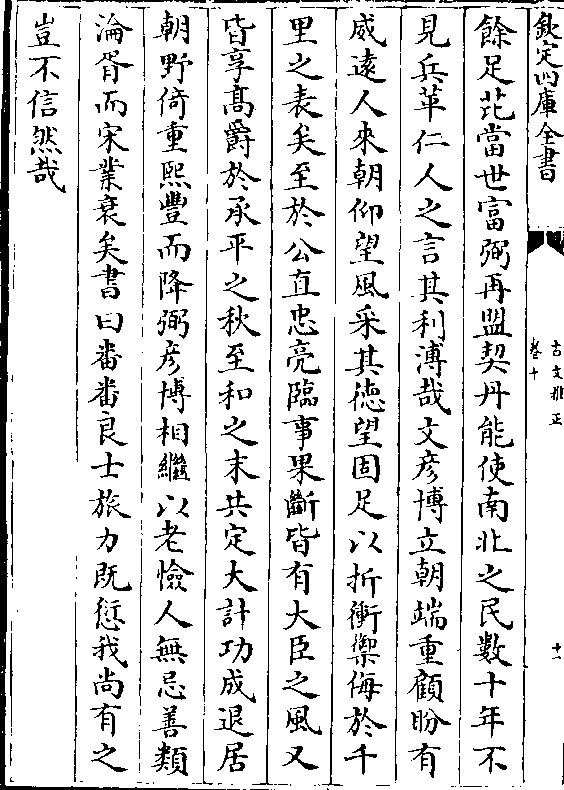 欽定四庫全書
古文雅正
卷十
十一
餘足芘當世富弼再盟契丹能使南北之民數十年不
見兵革仁人之言其利溥哉文彥博立朝端重顧盼有
威逺人來朝仰望風采其德望固足以折衝禦侮於千
里之表矣至於公直忠亮臨事果斷皆有大臣之風又
皆享髙爵於承平之秋至和之末共定大計功成退居
朝野倚重熙豐而降弼彥博相繼以老憸人無忌善類
淪胥而宋業衰矣書曰番番良士旅力既愆我尚有之
豈不信然哉